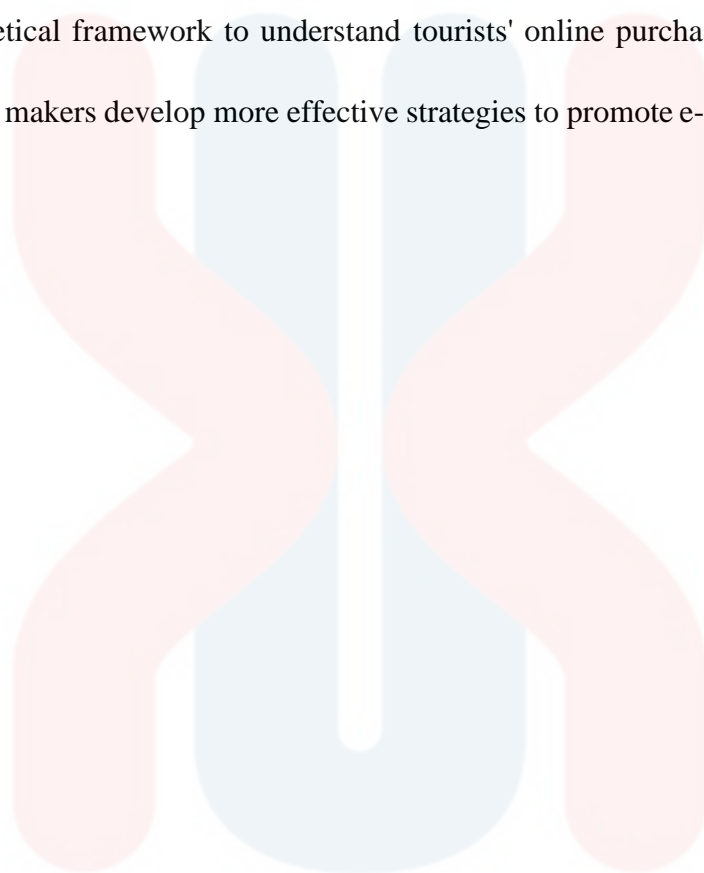 etical framework to understand tourists' online purcha
makers develop more effective strategies to promote e-